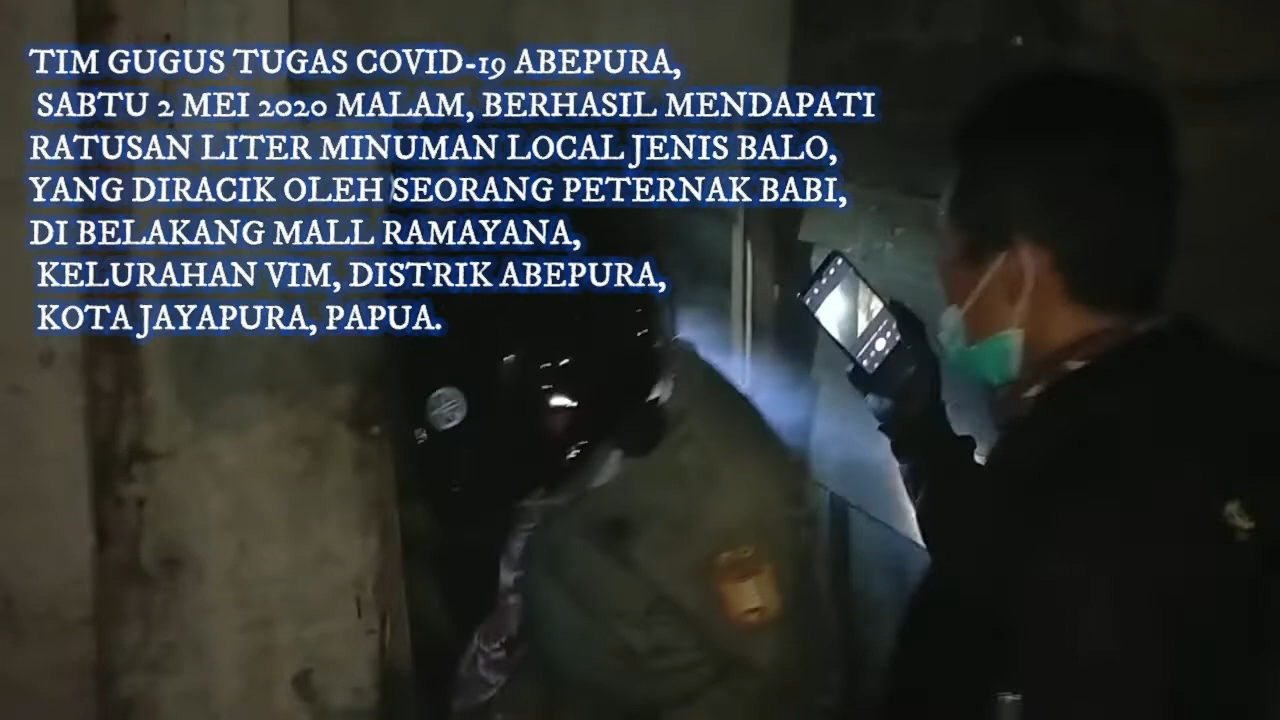 TIM GUGUS TUGAS COVID-19 ABEPURA,
SABTU 2 MEI 2020 MALAM, BERHASIL MENDAPATI
RATUSAN LITER MINUMAN LOCAL JENIS BALO,
YANG DIRACIK OLEH SEORANG PETERNAK BABI,
DI BELAKANG MALL RAMAYANA,
KELURAHAN VIM, DISTRIK ABEPURA,
KOTA JAYAPURA, PAPUA.